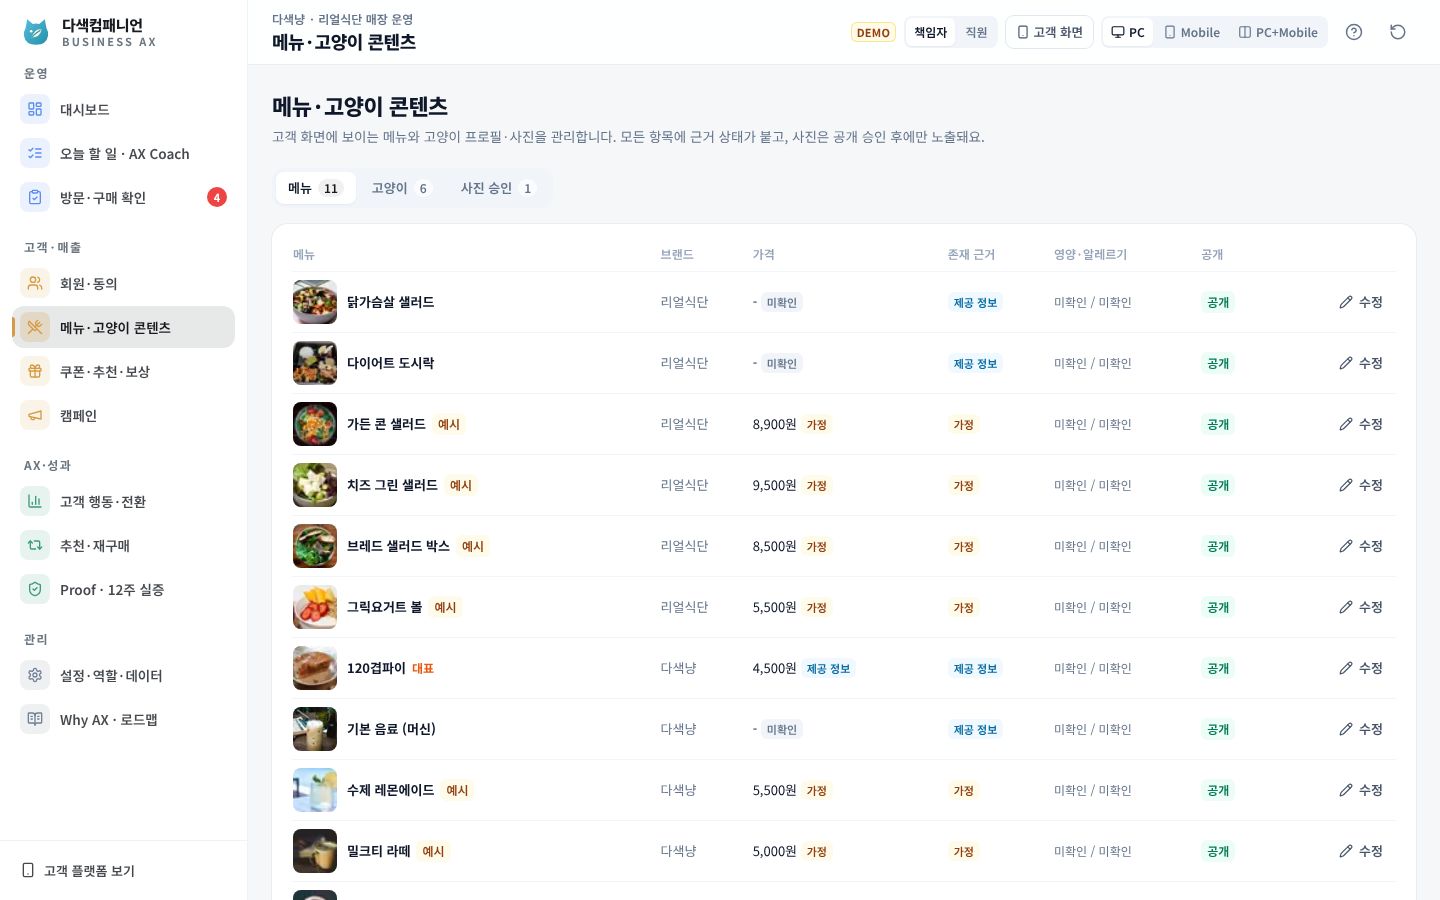 다색컴패니언
BUSINESS AX
운영
대시보드
오늘 할 일 · AX Coach
방문·구매 확인 4
고객·매출
회원·동의
메뉴·고양이 콘텐츠
쿠폰·추천·보상
캠페인
AX·성과
고객 행동·전환
추천·재구매
Proof · 12주 실증
관리
설정·역할·데이터
Why AX · 로드맵
고객 플랫폼 보기
다색냥 · 리얼식단 매장 운영
메뉴·고양이 콘텐츠
DEMO 책임자 직원 고객 화면 PC Mobile PC+Mobile
메뉴·고양이 콘텐츠
고객 화면에 보이는 메뉴와 고양이 프로필·사진을 관리합니다. 모든 항목에 근거 상태가 붙고, 사진은 공개 승인 후에만 노출돼요.
메뉴 11 고양이 6 사진 승인 1
메뉴 브랜드 가격 존재 근거 영양·알레르기 공개
닭가슴살 샐러드 리얼식단 - 미확인 제공 정보 미확인 / 미확인 공개 수정
다이어트 도시락 리얼식단 - 미확인 제공 정보 미확인 / 미확인 공개 수정
가든 콘 샐러드 예시 리얼식단 8,900원 가정 가정 미확인 / 미확인 공개 수정
치즈 그린 샐러드 예시 리얼식단 9,500원 가정 가정 미확인 / 미확인 공개 수정
브레드 샐러드 박스 예시 리얼식단 8,500원 가정 가정 미확인 / 미확인 공개 수정
그릭요거트 볼 예시 리얼식단 5,500원 가정 가정 미확인 / 미확인 공개 수정
120겹파이 대표 다색냥 4,500원 제공 정보 제공 정보 미확인 / 미확인 공개 수정
기본 음료 (머신) 다색냥 - 미확인 제공 정보 미확인 / 미확인 공개 수정
수제 레몬에이드 예시 다색냥 5,500원 가정 가정 미확인 / 미확인 공개 수정
밀크티 라떼 예시 다색냥 5,000원 가정 가정 미확인 / 미확인 공개 수정